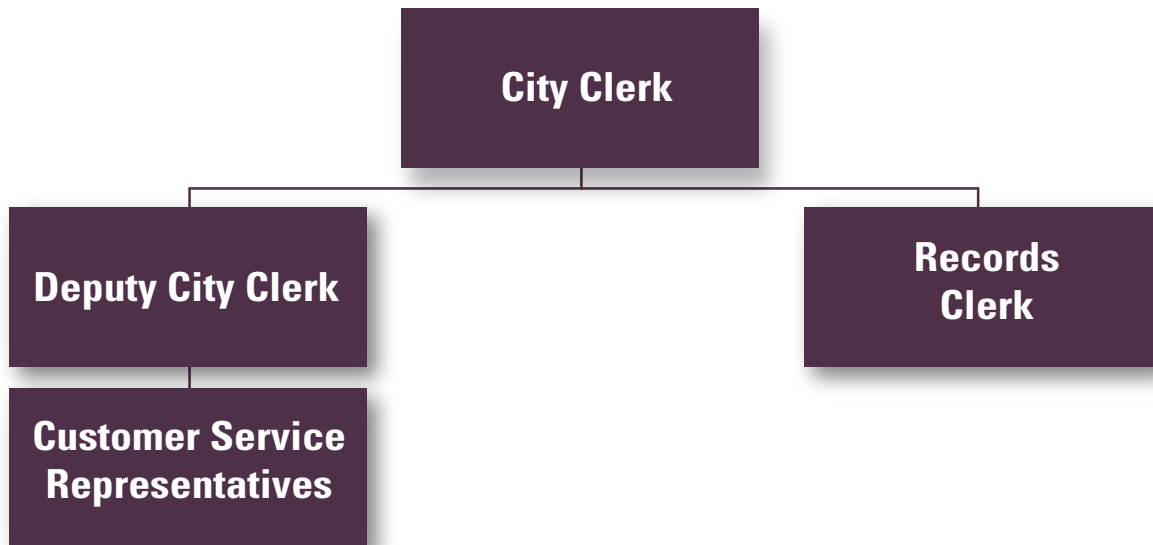 City Clerk
Deputy City Clerk
Records
Clerk
Customer Service
Representatives